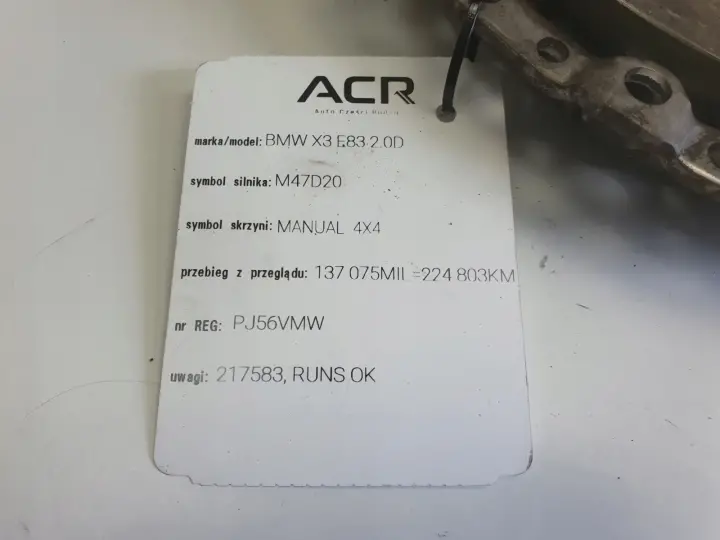 ACR
marka/model: BMW X3 E83 2.0D
symbol silnika: M47D20
symbol skrzyni: MANUAL 4X4
przebieg z przeglądu: 137 075MIL =224 803KM
nr REG: PJ56VMW
uwagi: 217583, RUNS OK